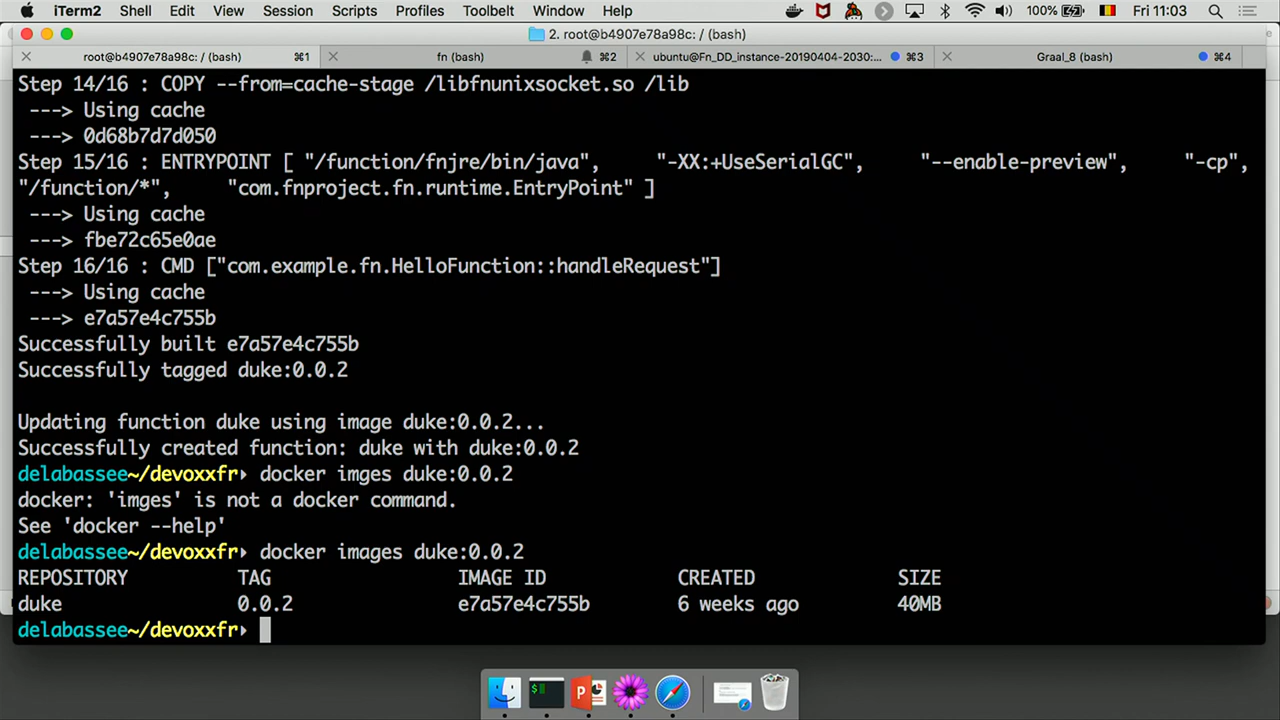 iTerm2 Shell Edit View Session Scripts Profiles Toolbelt Window Help 100% Fri 11:03
2. root@b4907e78a98c: / (bash)
root@b4907e78a98c: / (bash) ⌘1 fn (bash) ⌘2 ubuntu@Fn_DD_instance-20190404-2030:... ⌘3 Graal_8 (bash) ⌘4
Step 14/16 : COPY --from=cache-stage /libfnunixsocket.so /lib
---> Using cache
---> 0d68b7d7d050
Step 15/16 : ENTRYPOINT [ "/function/fnjre/bin/java", "-XX:+UseSerialGC", "--enable-preview", "-cp",
"/function/*", "com.fnproject.fn.runtime.EntryPoint" ]
---> Using cache
---> fbe72c65e0ae
Step 16/16 : CMD ["com.example.fn.HelloFunction::handleRequest"]
---> Using cache
---> e7a57e4c755b
Successfully built e7a57e4c755b
Successfully tagged duke:0.0.2
Updating function duke using image duke:0.0.2...
Successfully created function: duke with duke:0.0.2
delabassee~/devoxxfr▸ docker imges duke:0.0.2
docker: 'imges' is not a docker command.
See 'docker --help'
delabassee~/devoxxfr▸ docker images duke:0.0.2
REPOSITORY TAG IMAGE ID CREATED SIZE
duke 0.0.2 e7a57e4c755b 6 weeks ago 40MB
delabassee~/devoxxfr▸